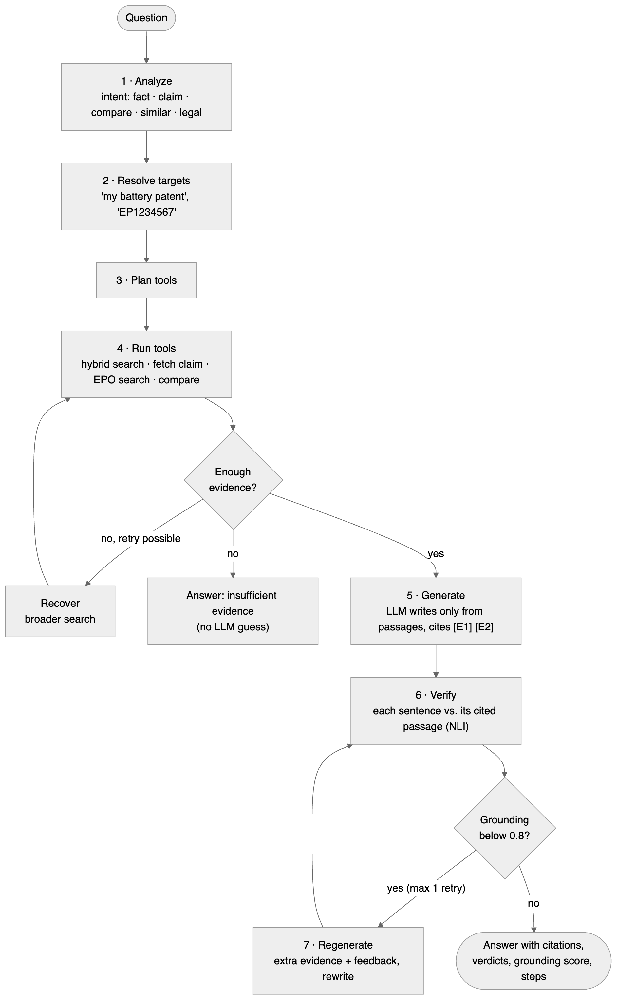 Question
1 · Analyze
intent: fact · claim ·
compare · similar · legal
2 · Resolve targets
'my battery patent',
'EP1234567'
3 · Plan tools
4 · Run tools
hybrid search · fetch claim ·
EPO search · compare
Enough
evidence?
no, retry possible
no
yes
Recover
broader search
Answer: insufficient
evidence
(no LLM guess)
5 · Generate
LLM writes only from
passages, cites [E1] [E2]
6 · Verify
each sentence vs. its cited
passage (NLI)
Grounding
below 0.8?
yes (max 1 retry)
no
7 · Regenerate
extra evidence + feedback,
rewrite
Answer with citations,
verdicts, grounding score,
steps